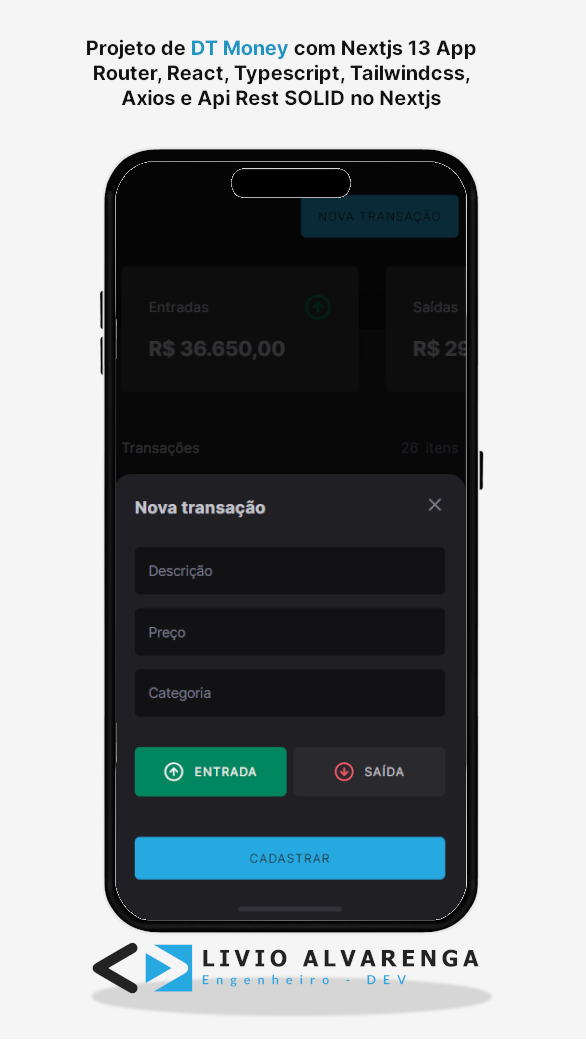 Projeto de DT Money com Nextjs 13 App
Router, React, Typescript, Tailwindcss,
Axios e Api Rest SOLID no Nextjs
NOVA TRANSAÇÃO
Entradas
Saídas
R$ 36.650,00
R$ 29
Transações
26 itens
Nova transação
Descrição
Preço
Categoria
ENTRADA
SAÍDA
CADASTRAR
LIVIO ALVARENGA
Engenheiro - DEV